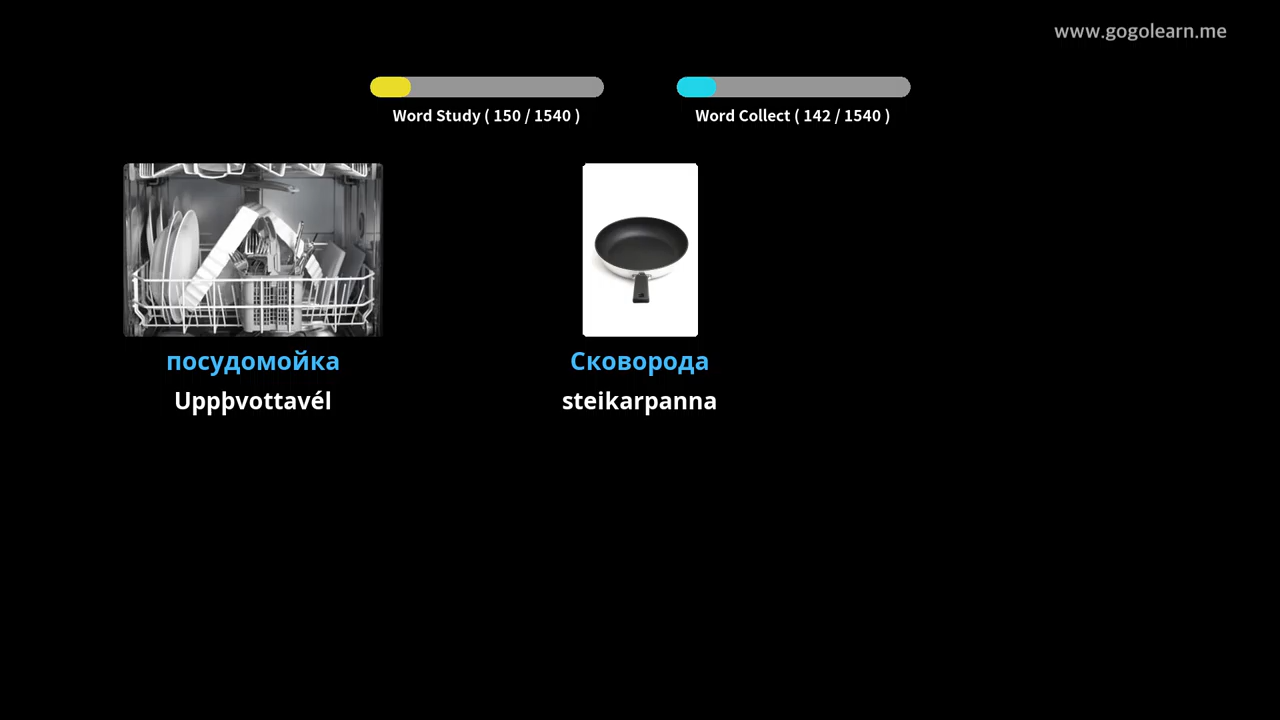 www.gogolearn.me
Word Study ( 150 / 1540 )
Word Collect ( 142 / 1540 )
посудомойка
Uppþvottavél
Сковорода
steikarpanna